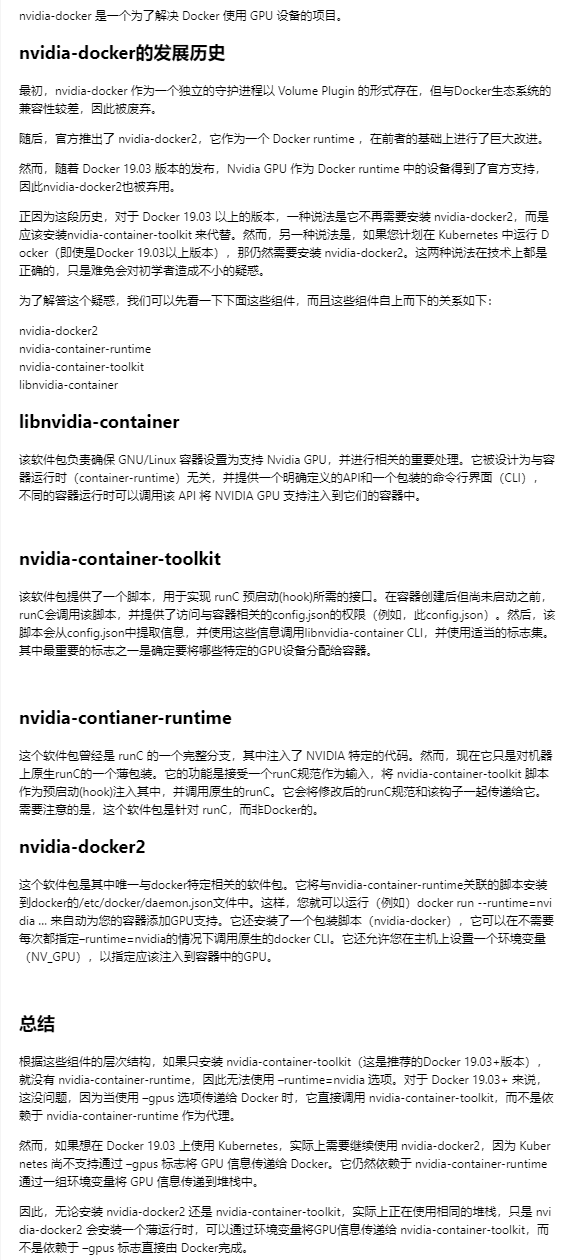 nvidia-docker 是一个为了解决 Docker 使用 GPU 设备的项目。
nvidia-docker的发展历史
最初，nvidia-docker 作为一个独立的守护进程以 Volume Plugin 的形式存在，但与Docker生态系统的
兼容性较差，因此被废弃。
随后，官方推出了 nvidia-docker2，它作为一个 Docker runtime ，在前者的基础上进行了巨大改进。
然而，随着 Docker 19.03 版本的发布，Nvidia GPU 作为 Docker runtime 中的设备得到了官方支持，
因此nvidia-docker2也被弃用。
正因为这段历史，对于 Docker 19.03 以上的版本，一种说法是它不再需要安装 nvidia-docker2，而是
应该安装nvidia-container-toolkit 来代替。然而，另一种说法是，如果您计划在 Kubernetes 中运行 D
ocker（即使是Docker 19.03以上版本），那仍然需要安装 nvidia-docker2。这两种说法在技术上都是
正确的，只是难免会对初学者造成不小的疑惑。
为了解答这个疑惑，我们可以先看一下下面这些组件，而且这些组件自上而下的关系如下：
nvidia-docker2
nvidia-container-runtime
nvidia-container-toolkit
libnvidia-container
libnvidia-container
该软件包负责确保 GNU/Linux 容器设置为支持 Nvidia GPU，并进行相关的重要处理。它被设计为与容
器运行时（container-runtime）无关，并提供一个明确定义的API和一个包装的命令行界面（CLI），
不同的容器运行时可以调用该 API 将 NVIDIA GPU 支持注入到它们的容器中。
nvidia-container-toolkit
该软件包提供了一个脚本，用于实现 runC 预启动(hook)所需的接口。在容器创建后但尚未启动之前，
runC会调用该脚本，并提供了访问与容器相关的config.json的权限（例如，此config.json）。然后，该
脚本会从config.json中提取信息，并使用这些信息调用libnvidia-container CLI，并使用适当的标志集。
其中最重要的标志之一是确定要将哪些特定的GPU设备分配给容器。
nvidia-contianer-runtime
这个软件包曾经是 runC 的一个完整分支，其中注入了 NVIDIA 特定的代码。然而，现在它只是对机器
上原生runC的一个薄包装。它的功能是接受一个runC规范作为输入，将 nvidia-container-toolkit 脚本
作为预启动(hook)注入其中，并调用原生的runC。它会将修改后的runC规范和该钩子一起传递给它。
需要注意的是，这个软件包是针对 runC，而非Docker的。
nvidia-docker2
这个软件包是其中唯一与docker特定相关的软件包。它将与nvidia-container-runtime关联的脚本安装
到docker的/etc/docker/daemon.json文件中。这样，您就可以运行（例如）docker run --runtime=nvi
dia ... 来自动为您的容器添加GPU支持。它还安装了一个包装脚本（nvidia-docker），它可以在不需要
每次都指定–runtime=nvidia的情况下调用原生的docker CLI。它还允许您在主机上设置一个环境变量
（NV_GPU），以指定应该注入到容器中的GPU。
总结
根据这些组件的层次结构，如果只安装 nvidia-container-toolkit（这是推荐的Docker 19.03+版本），
就没有 nvidia-container-runtime，因此无法使用 –runtime=nvidia 选项。对于 Docker 19.03+ 来说，
这没问题，因为当使用 –gpus 选项传递给 Docker 时，它直接调用 nvidia-container-toolkit，而不是依
赖于 nvidia-container-runtime 作为代理。
然而，如果想在 Docker 19.03 上使用 Kubernetes，实际上需要继续使用 nvidia-docker2，因为 Kuber
netes 尚不支持通过 –gpus 标志将 GPU 信息传递给 Docker。它仍然依赖于 nvidia-container-runtime
通过一组环境变量将 GPU 信息传递到堆栈中。
因此，无论安装 nvidia-docker2 还是 nvidia-container-toolkit，实际上正在使用相同的堆栈，只是 nvi
dia-docker2 会安装一个薄运行时，可以通过环境变量将GPU信息传递给 nvidia-container-toolkit，而
不是依赖于 –gpus 标志直接由 Docker完成。